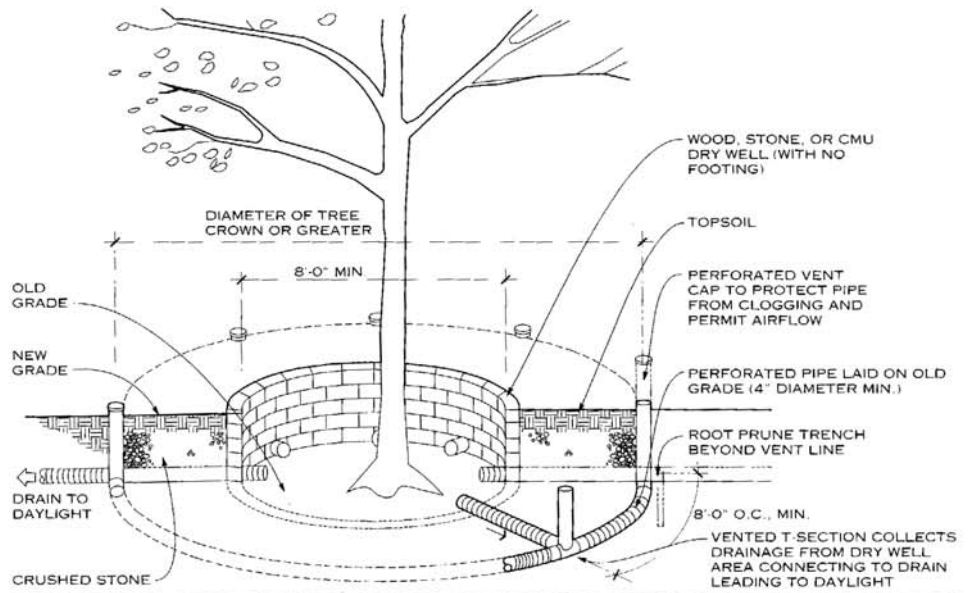 WOOD, STONE, OR CMU
DRY WELL (WITH NO
FOOTING)
DIAMETER OF TREE
CROWN OR GREATER
TOPSOIL
8'-0" MIN.
PERFORATED VENT
CAP TO PROTECT PIPE
FROM CLOGGING AND
PERMIT AIRFLOW
OLD
GRADE
NEW
GRADE
PERFORATED PIPE LAID ON OLD
GRADE (4" DIAMETER MIN.)
ROOT PRUNE TRENCH
BEYOND VENT LINE
DRAIN TO
DAYLIGHT
8'-0" O.C., MIN.
VENTED T-SECTION COLLECTS
DRAINAGE FROM DRY WELL
AREA CONNECTING TO DRAIN
LEADING TO DAYLIGHT
CRUSHED STONE